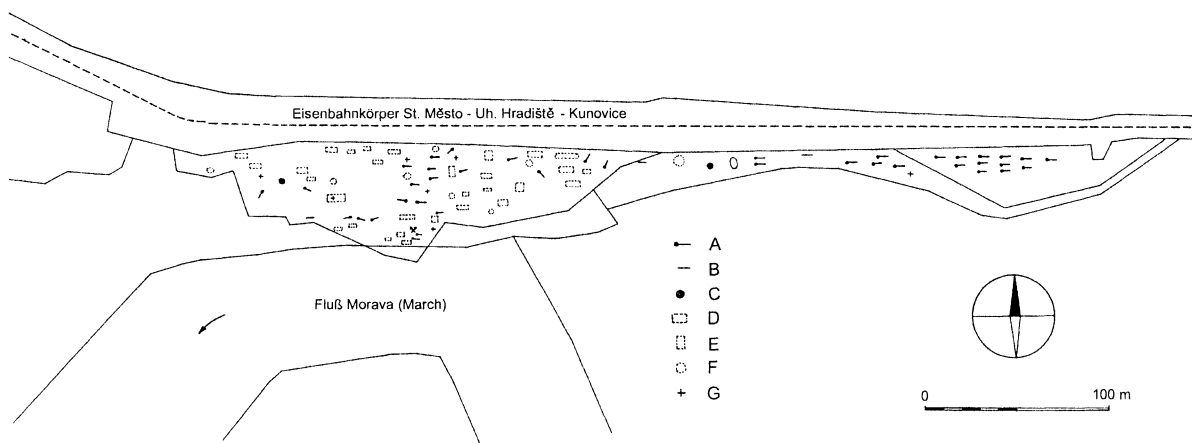 Eisenbahnkörper St. Město - Uh. Hradiště - Kunovice
Fluß Morava (March)
A
B
C
D
E
F
G
0 100 m